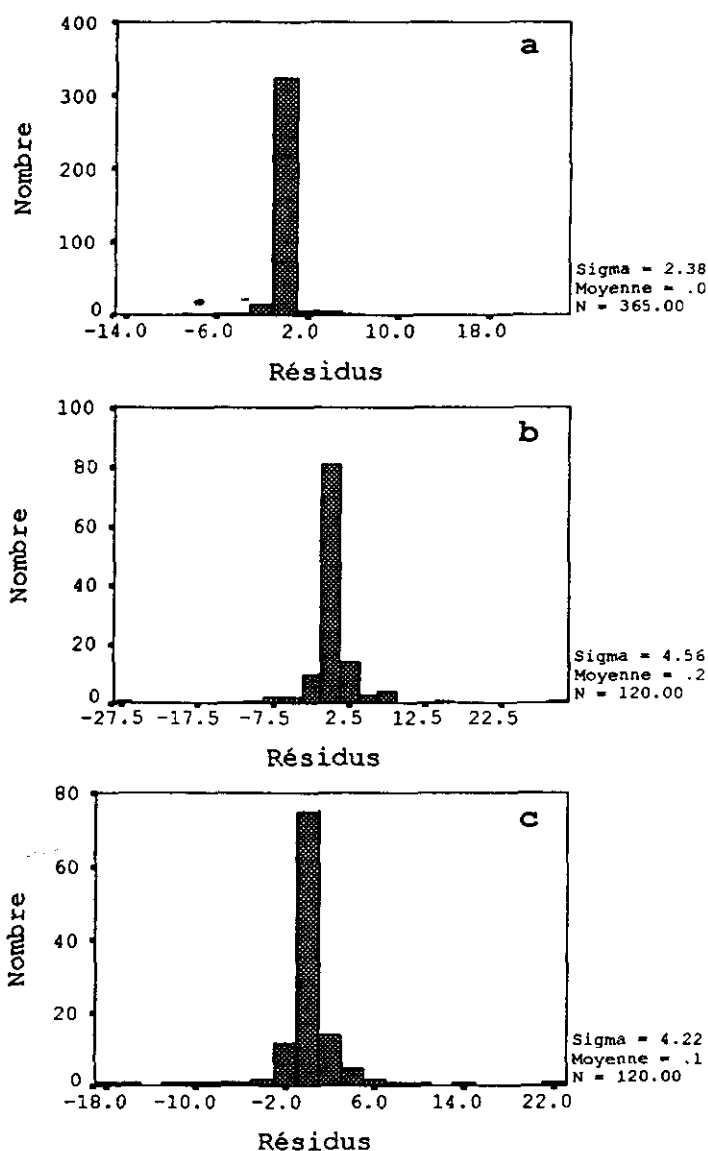 a
400
300
200
100
0
Nombre
-14.0 -6.0 2.0 10.0 18.0
Résidus
Sigma = 2.38
Moyenne = .0
N = 365.00
b
100
80
60
40
20
0
Nombre
-27.5 -17.5 -7.5 2.5 12.5 22.5
Résidus
Sigma = 4.56
Moyenne = .2
N = 120.00
c
80
60
40
20
0
Nombre
-18.0 -10.0 -2.0 6.0 14.0 22.0
Résidus
Sigma = 4.22
Moyenne = .1
N = 120.00